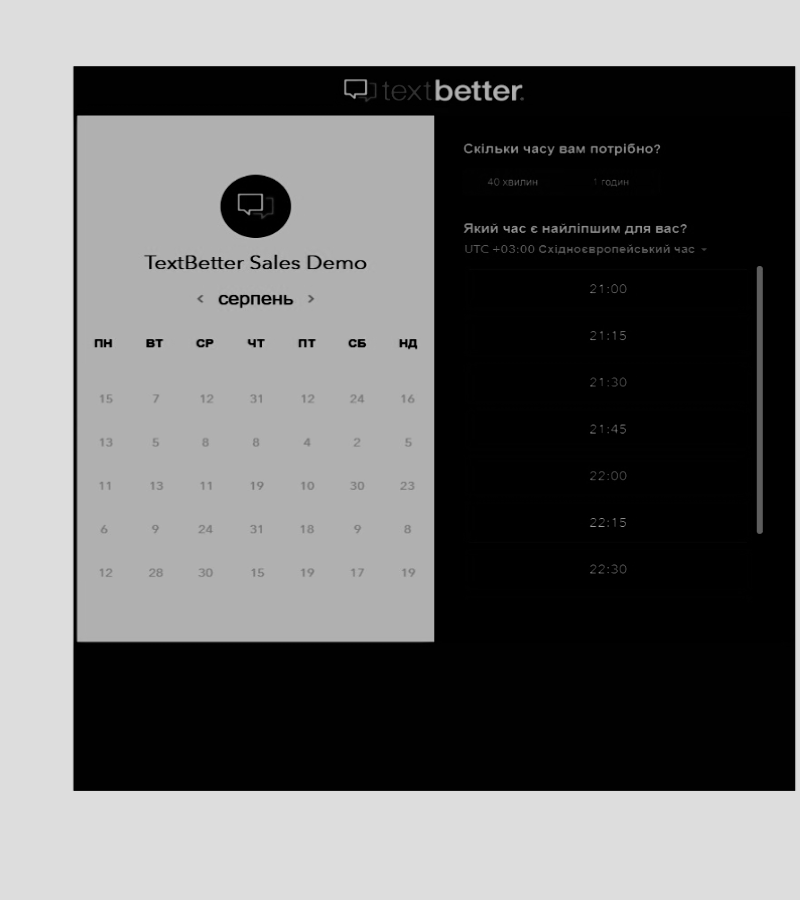 textbetter.
TextBetter Sales Demo
< серпень >
ПН ВТ СР ЧТ ПТ СБ НД
15 7 12 31 12 24 16
13 5 8 8 4 2 5
11 13 11 19 10 30 23
6 9 24 31 18 9 8
12 28 30 15 19 17 19
Скільки часу вам потрібно?
40 хвилин 1 годин
Який час є найліпшим для вас?
UTC +03:00 Східноєвропейський час
21:00
21:15
21:30
21:45
22:00
22:15
22:30